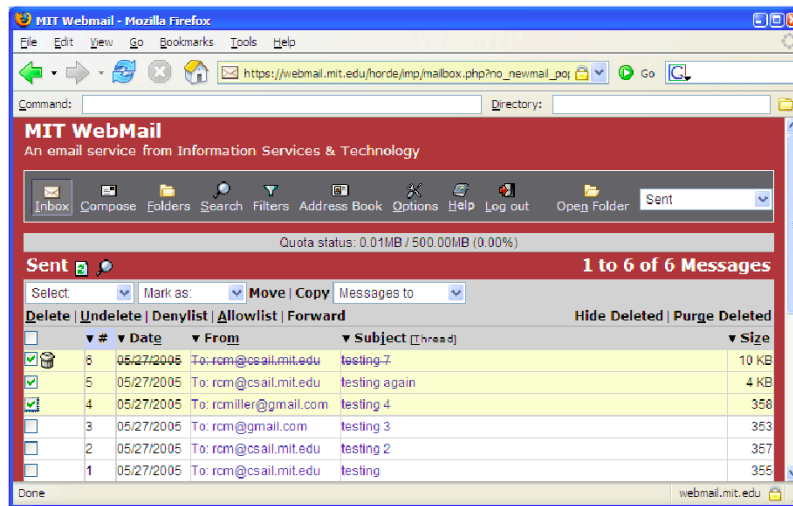 MIT Webmail - Mozilla Firefox
File Edit View Go Bookmarks Tools Help
https://webmail.mit.edu/horde/imp/mailbox.php?no_newmail_pop Go G
Command: Directory:
MIT WebMail
An email service from Information Services & Technology
Inbox Compose Folders Search Filters Address Book Options Help Log out Open Folder Sent
Quota status: 0.01MB / 500.00MB (0.00%)
Sent 1 to 6 of 6 Messages
Select: Mark as: Move | Copy Messages to
Delete | Undelete | Denylist | Allowlist | Forward Hide Deleted | Purge Deleted
# Date From Subject [Thread] Size
6 05/27/2005 To: rcm@csail.mit.edu testing 7 10 KB
5 05/27/2005 To: rcm@csail.mit.edu testing again 4 KB
4 05/27/2005 To: rcmiller@gmail.com testing 4 358
3 05/27/2005 To: rcm@gmail.com testing 3 353
2 05/27/2005 To: rcm@csail.mit.edu testing 2 357
1 05/27/2005 To: rcm@csail.mit.edu testing 355
Done webmail.mit.edu